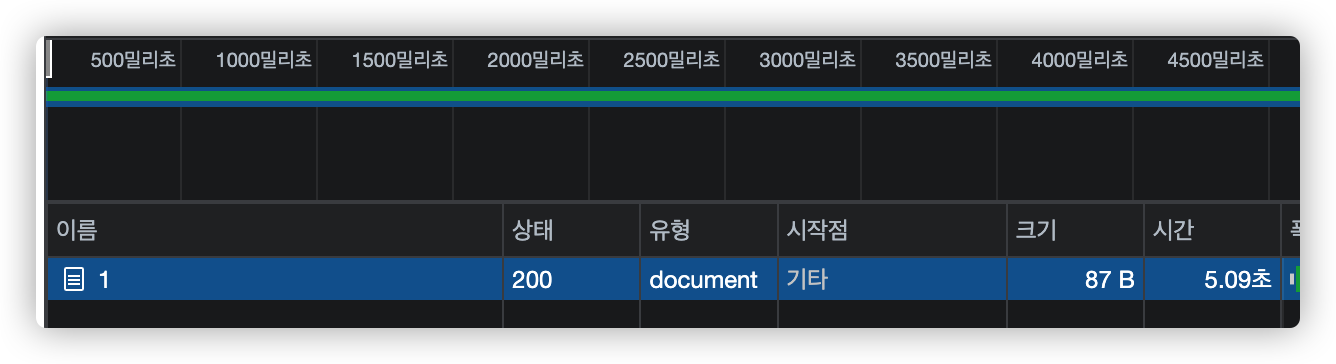 500밀리초 1000밀리초 1500밀리초 2000밀리초 2500밀리초 3000밀리초 3500밀리초 4000밀리초 4500밀리초
이름 상태 유형 시작점 크기 시간
1 200 document 기타 87 B 5.09초